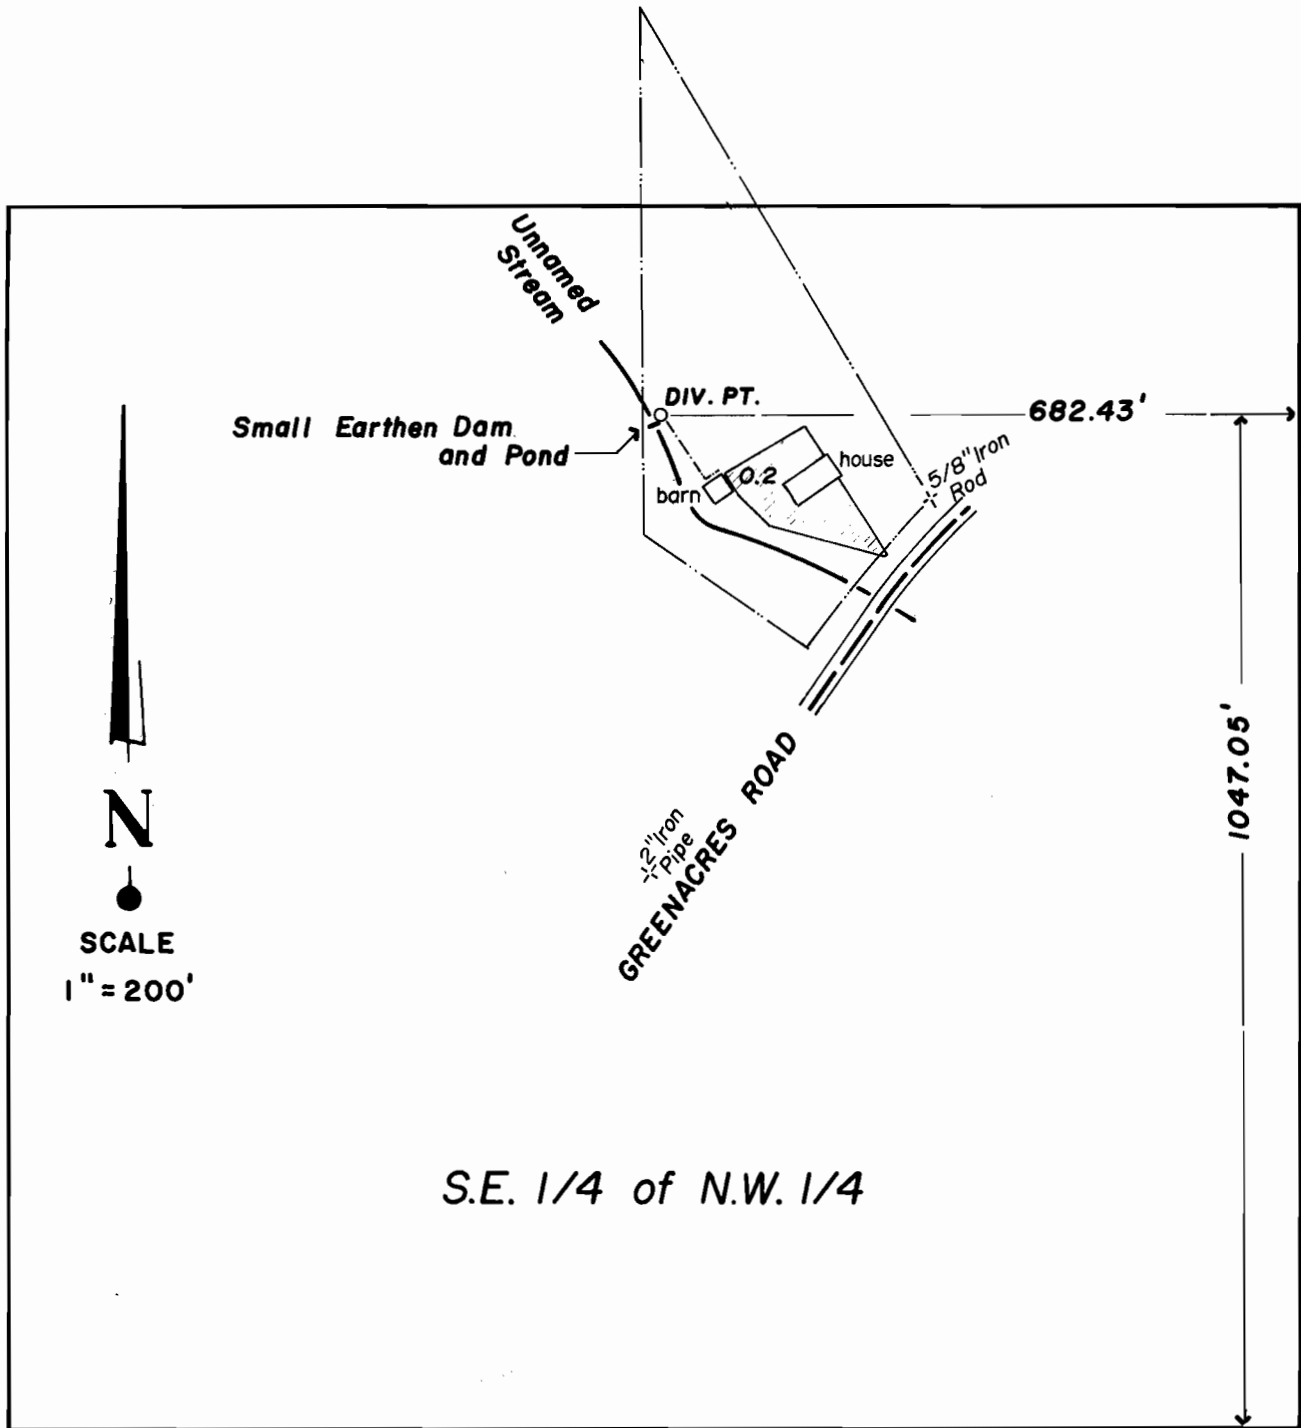 Unnamed
Stream
DIV. PT.
682.43'
Small Earthen Dam
and Pond
house
5/8" Iron
Rod
0.2
barn
1047.05'
N
2" Iron
Pipe
GREENACRES ROAD
SCALE
1" = 200'
S.E. 1/4 of N.W. 1/4